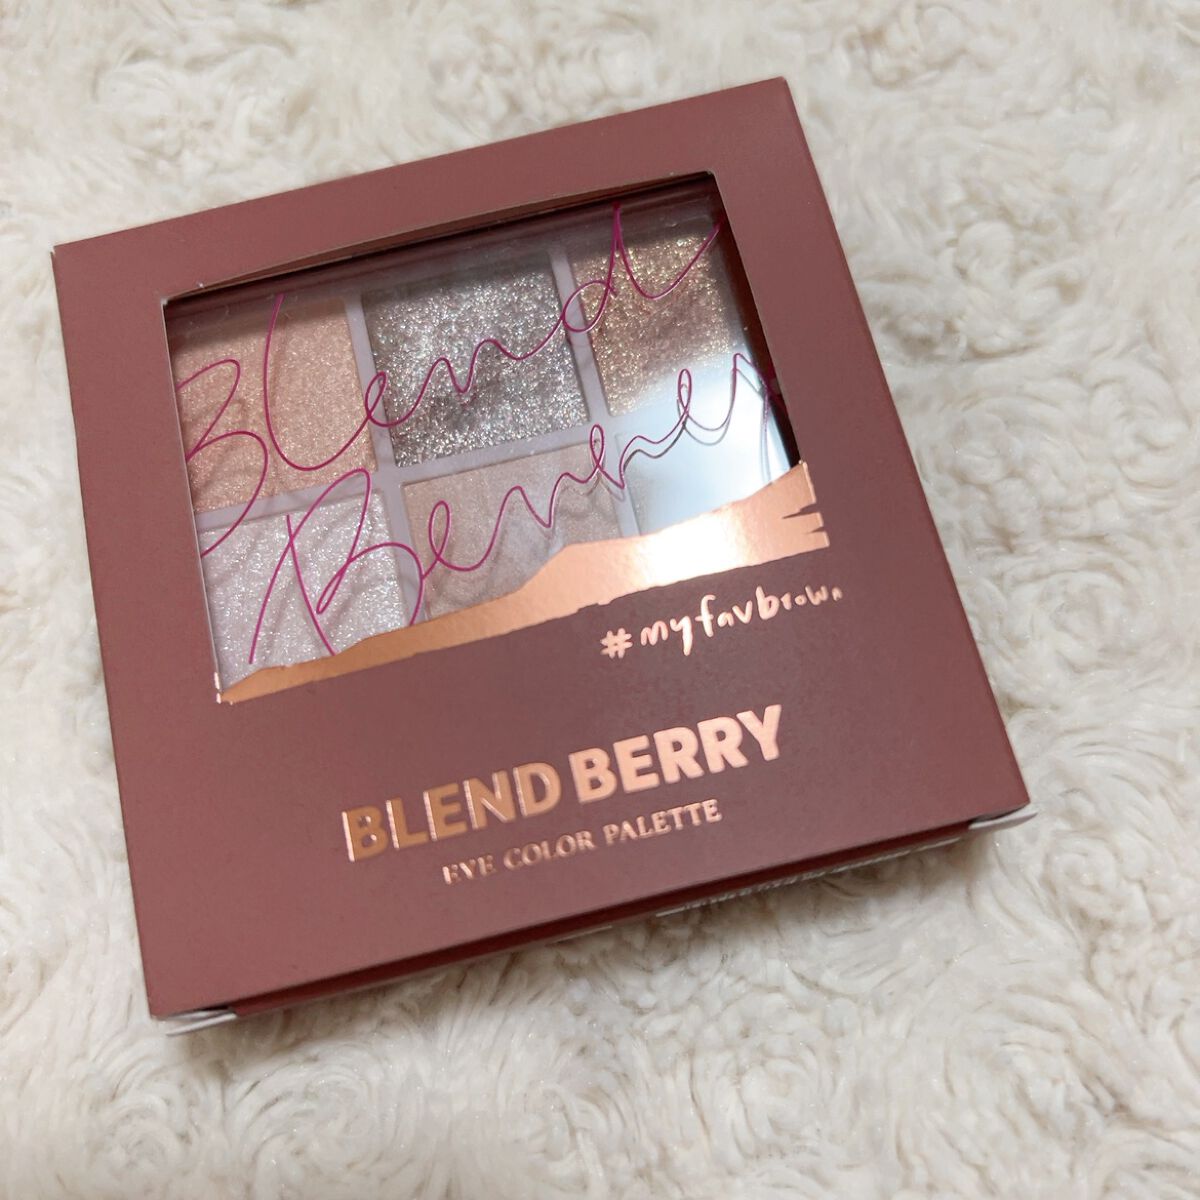 Blend
Berry
#myfavbrown
BLEND BERRY
EYE COLOR PALETTE